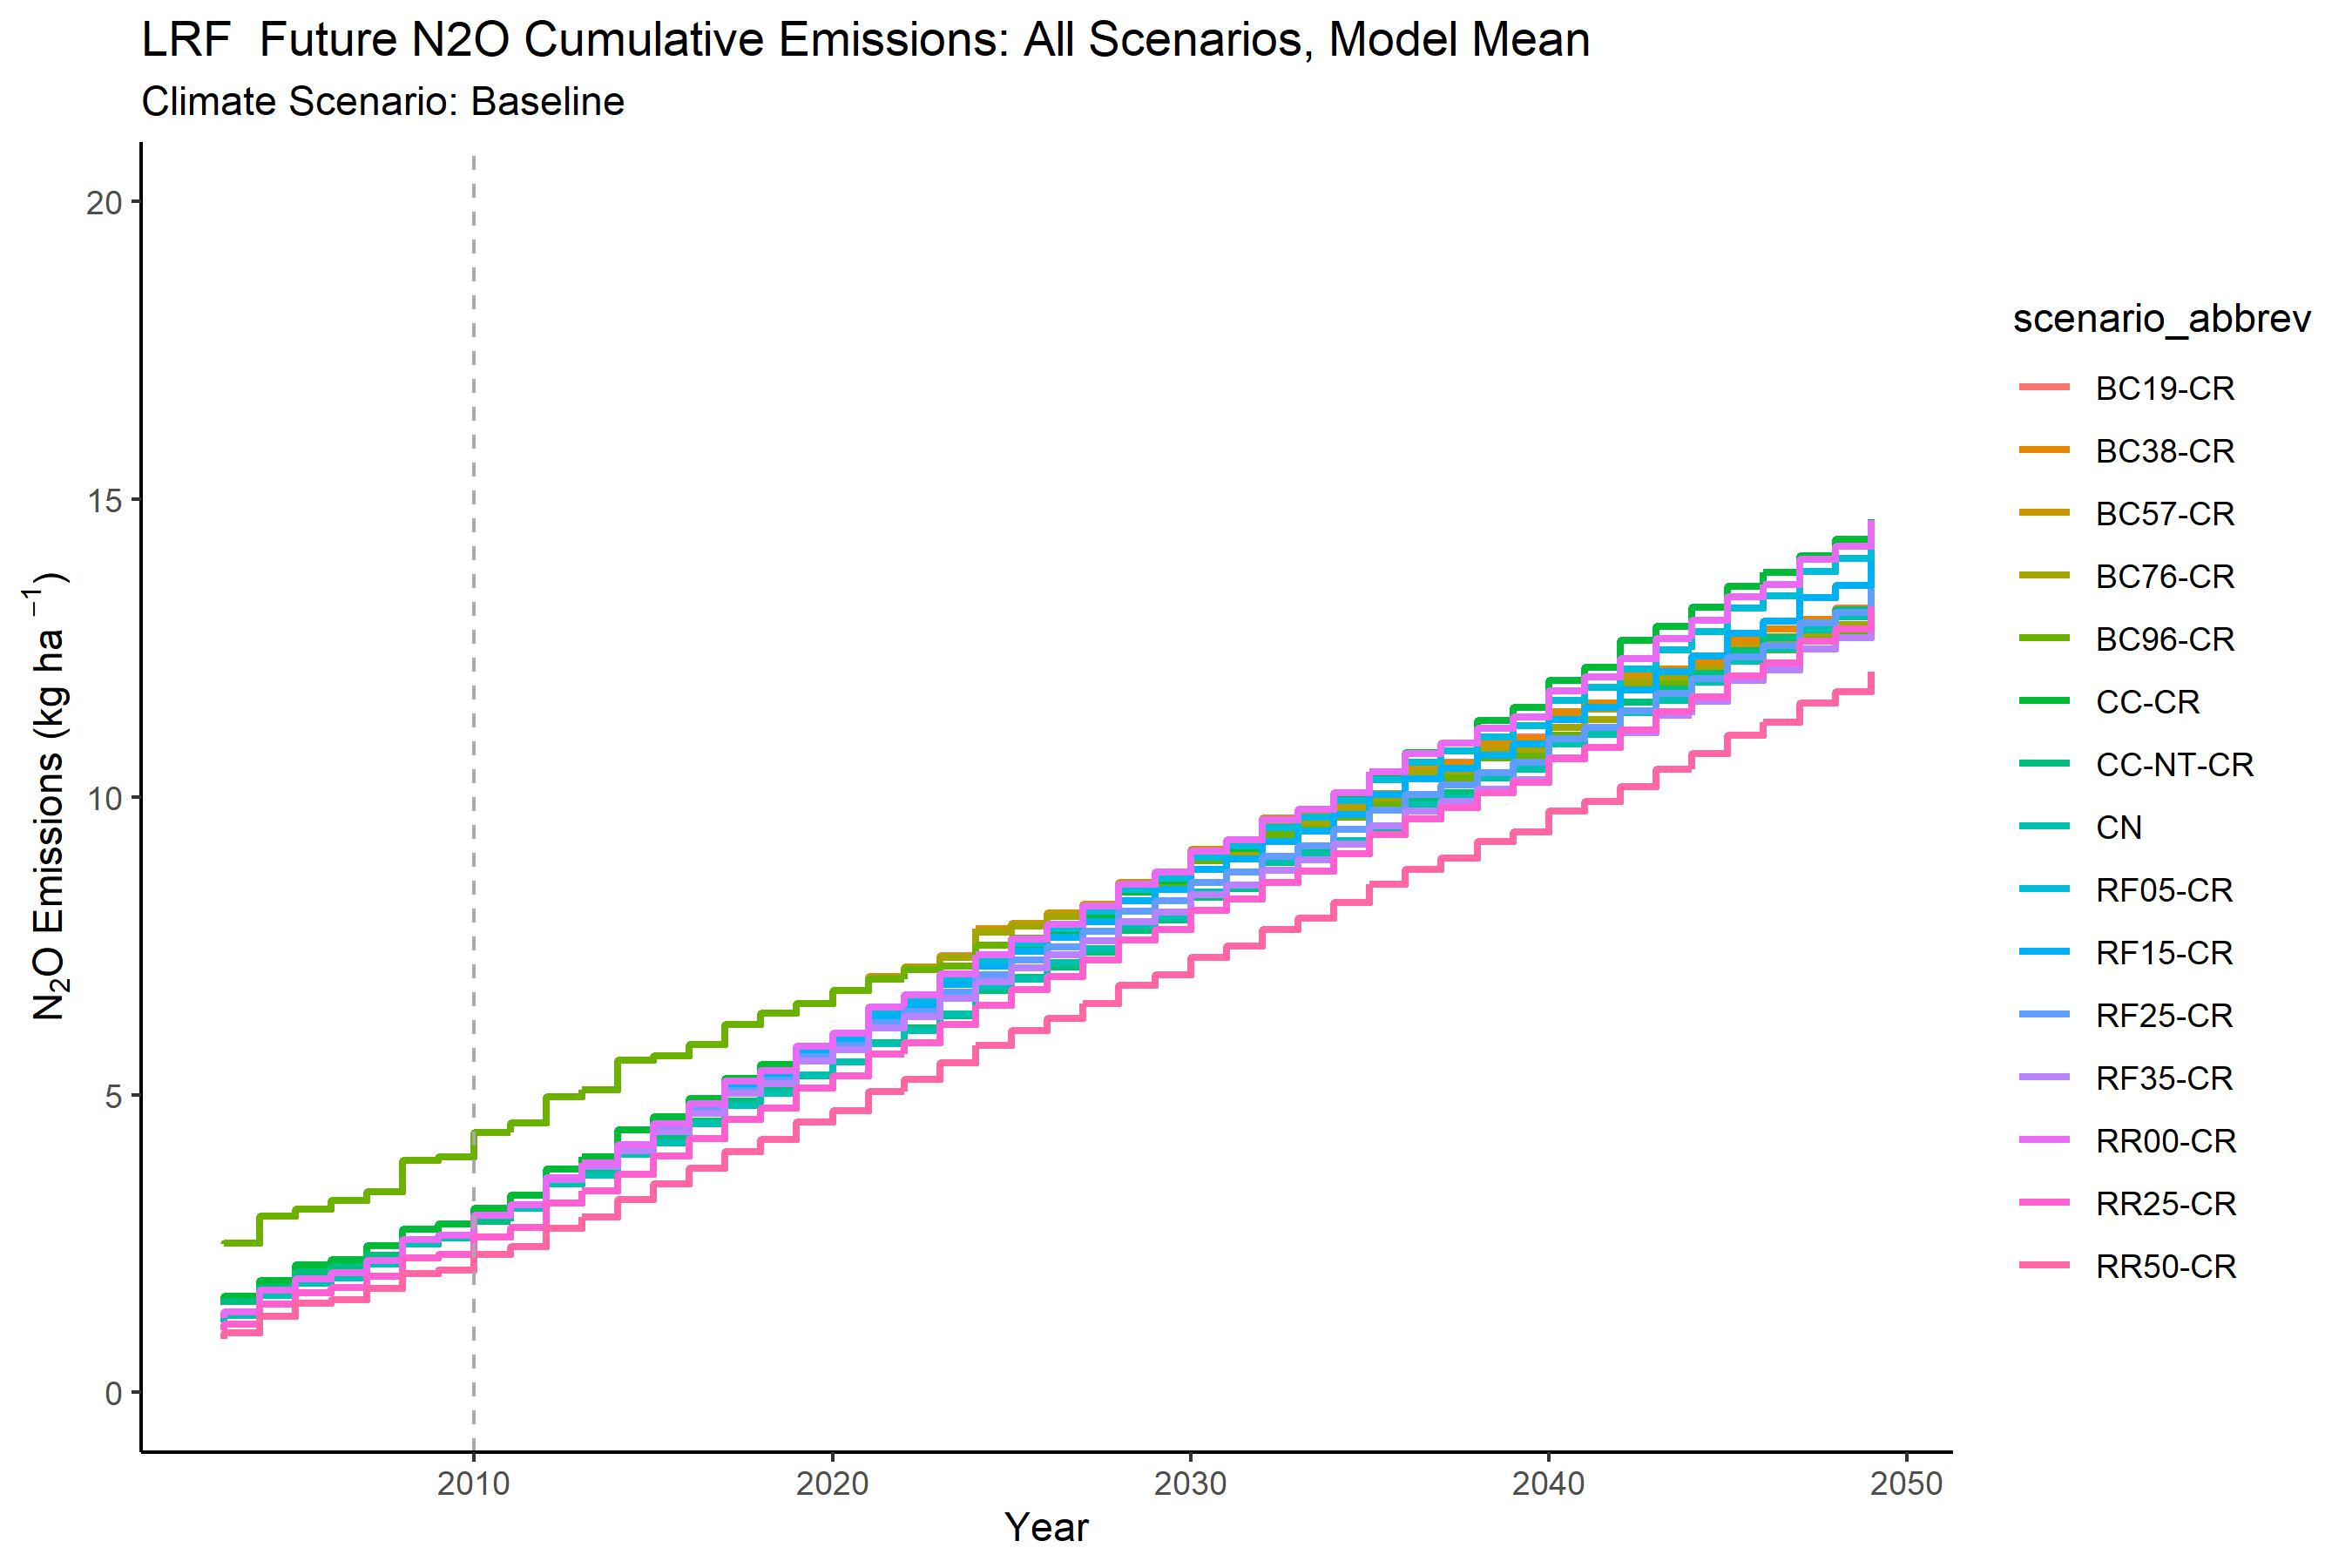 LRF  Future N2O Cumulative Emissions: All Scenarios, Model Mean
Climate Scenario: Baseline
N₂O Emissions (kg ha ⁻¹)
20
15
10
5
0
2010
2020
2030
2040
2050
Year
scenario_abbrev
BC19-CR
BC38-CR
BC57-CR
BC76-CR
BC96-CR
CC-CR
CC-NT-CR
CN
RF05-CR
RF15-CR
RF25-CR
RF35-CR
RR00-CR
RR25-CR
RR50-CR